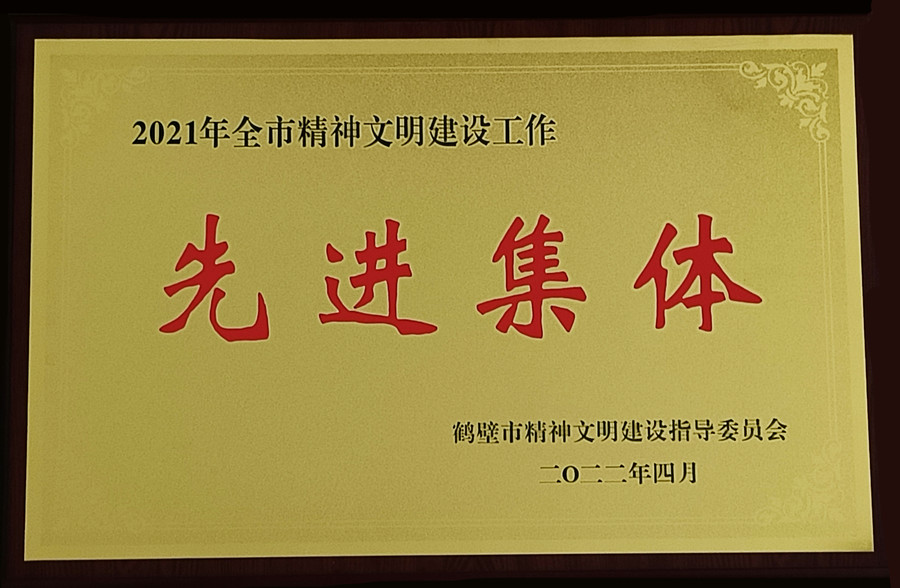 2021年全市精神文明建设工作
先进集体
鹤壁市精神文明建设指导委员会
二O二二年四月